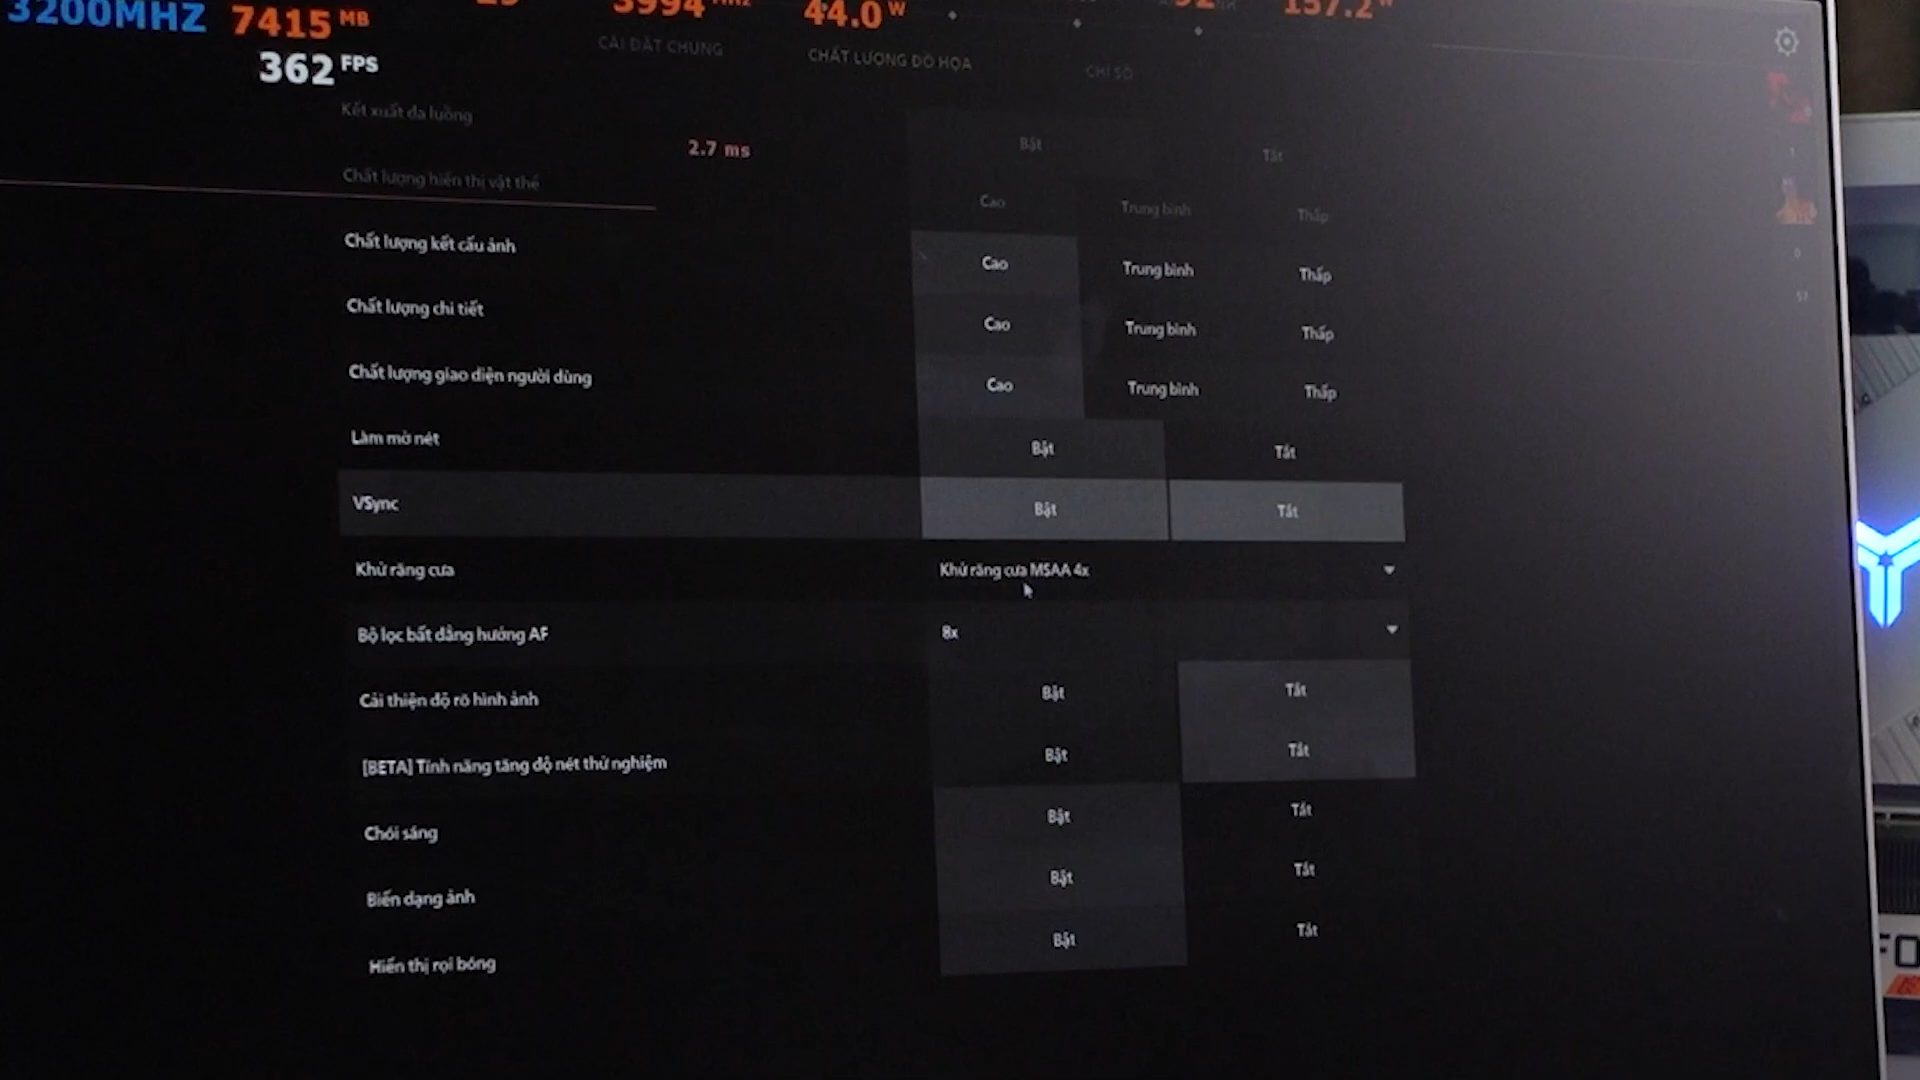 3200MHZ 7415 MB 3994 MHz 44.0 W 157.2 W
362 FPS
CÀI ĐẶT CHUNG CHẤT LƯỢNG ĐỒ HỌA CHỈ SỐ
Kết xuất đa luồng Bật Tắt
2.7 ms
Chất lượng hiển thị vật thể Cao Trung bình Thấp
Chất lượng kết cấu ảnh Cao Trung bình Thấp
Chất lượng chi tiết Cao Trung bình Thấp
Chất lượng giao diện người dùng Cao Trung bình Thấp
Làm mờ nét Bật Tắt
VSync Bật Tắt
Khử răng cưa Khử răng cưa MSAA 4x
Bộ lọc bất đẳng hướng AF 8x
Cải thiện độ rõ hình ảnh Bật Tắt
[BETA] Tính năng tăng độ nét thử nghiệm Bật Tắt
Chói sáng Bật Tắt
Biến dạng ảnh Bật Tắt
Hiển thị rọi bóng Bật Tắt